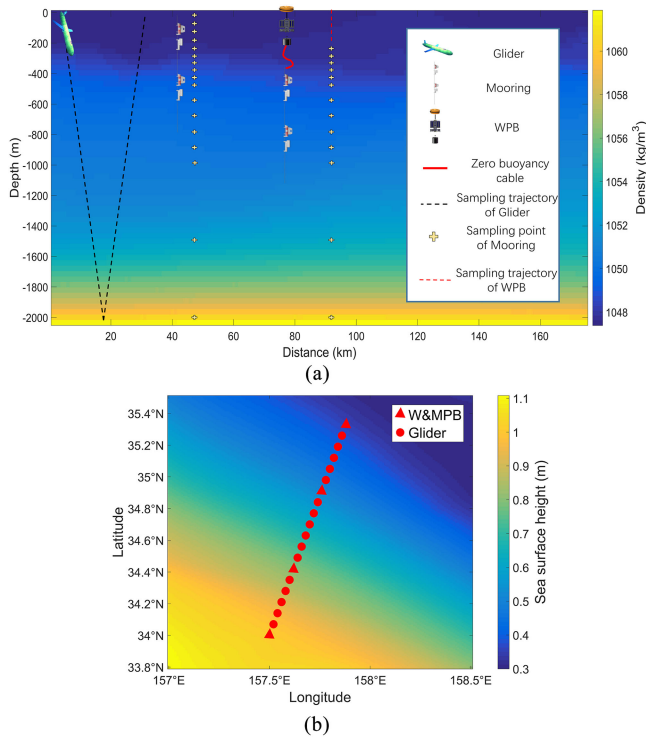 0
-200
-400
-600
-800
-1000
-1200
-1400
-1600
-1800
-2000
Depth (m)
20
40
60
80
100
120
140
160
Distance (km)
Glider
Mooring
WPB
Zero buoyancy
cable
Sampling trajectory
of Glider
Sampling point
of Mooring
Sampling trajectory
of WPB
1060
1058
1056
1054
1052
1050
1048
Density (kg/m³)
(a)
35.4°N
35.2°N
35°N
34.8°N
34.6°N
34.4°N
34.2°N
34°N
33.8°N
Latitude
157°E
157.5°E
158°E
158.5°E
Longitude
W&MPB
Glider
1.1
1
0.9
0.8
0.7
0.6
0.5
0.4
0.3
Sea surface height (m)
(b)